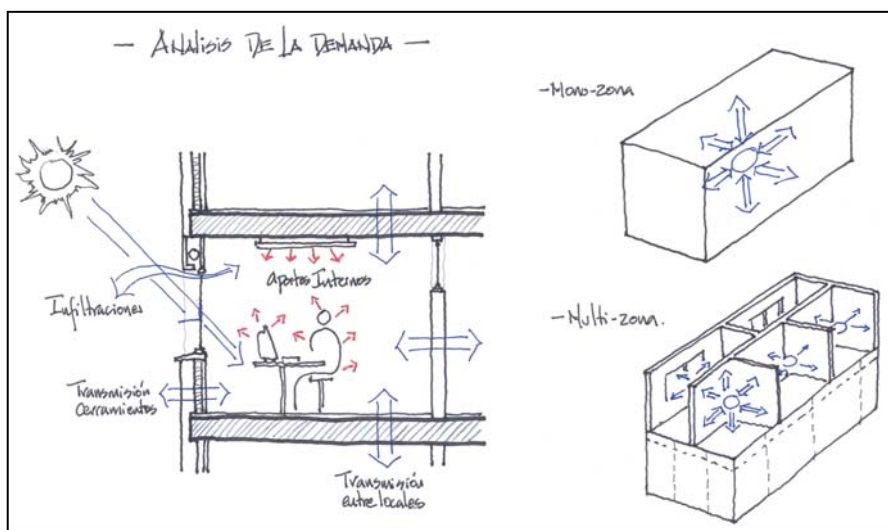 - ANALISIS DE LA DEMANDA -
- Mono-zona
Aportes Internos
Infiltraciones
- Multi-zona.
Transmisión
Cerramientos
Transmisión
entre locales